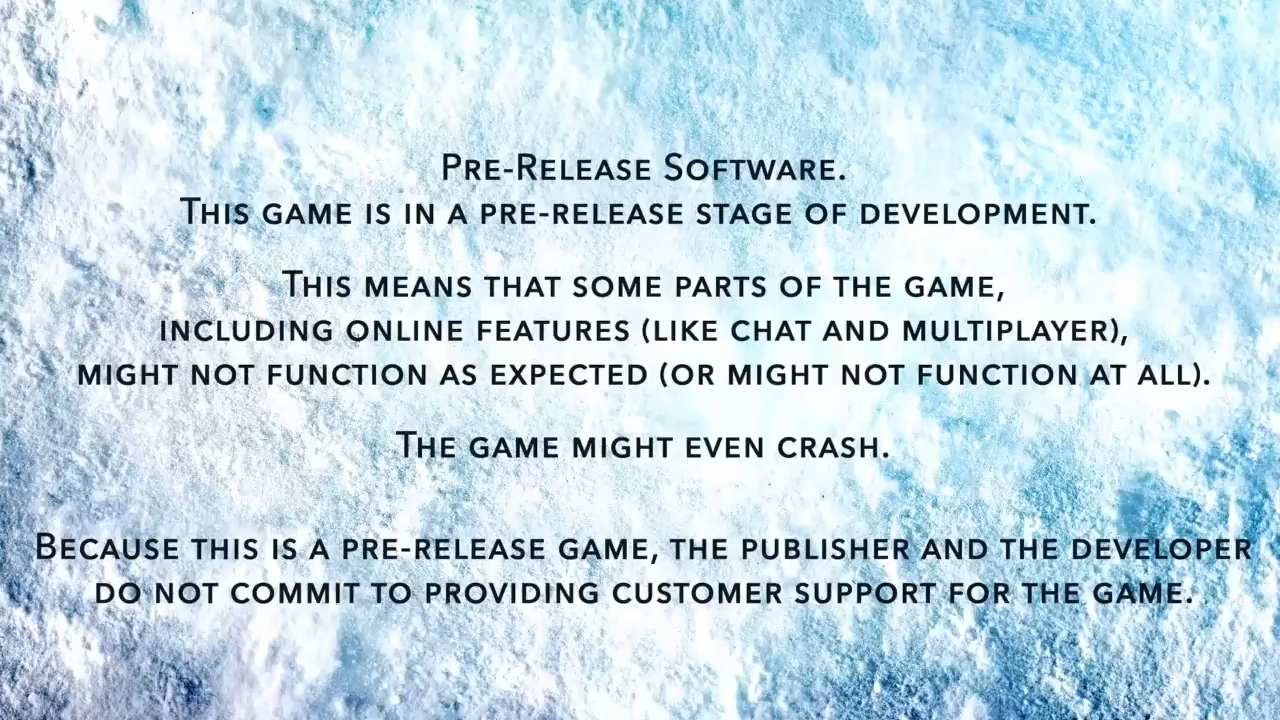 Pre-Release Software.
This game is in a pre-release stage of development.
This means that some parts of the game,
including online features (like chat and multiplayer),
might not function as expected (or might not function at all).
The game might even crash.
Because this is a pre-release game, the publisher and the developer
do not commit to providing customer support for the game.